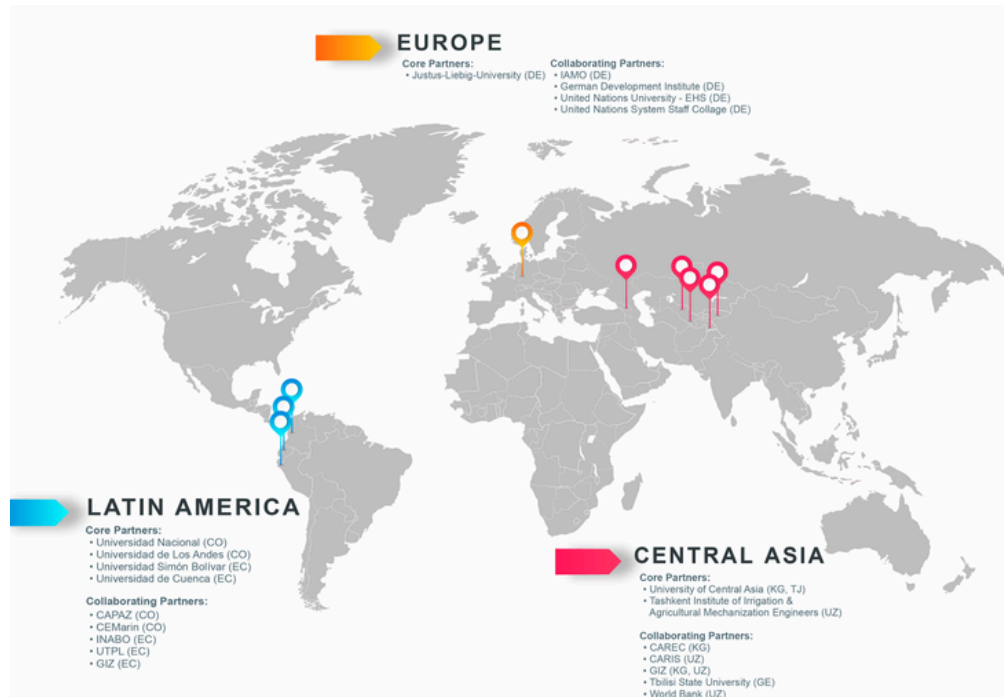 EUROPE
Core Partners:
• Justus-Liebig-University (DE)
Collaborating Partners:
• IAMO (DE)
• German Development Institute (DE)
• United Nations University - EHS (DE)
• United Nations System Staff Collage (DE)
LATIN AMERICA
Core Partners:
• Universidad Nacional (CO)
• Universidad de Los Andes (CO)
• Universidad Simón Bolívar (EC)
• Universidad de Cuenca (EC)
Collaborating Partners:
• CAPAZ (CO)
• CEMarin (CO)
• INABO (EC)
• UTPL (EC)
• GIZ (EC)
CENTRAL ASIA
Core Partners:
• University of Central Asia (KG, TJ)
• Tashkent Institute of Irrigation &
Agricultural Mechanization Engineers (UZ)
Collaborating Partners:
• CAREC (KG)
• CARIS (UZ)
• GIZ (KG, UZ)
• Tbilisi State University (GE)
• World Bank (UZ)